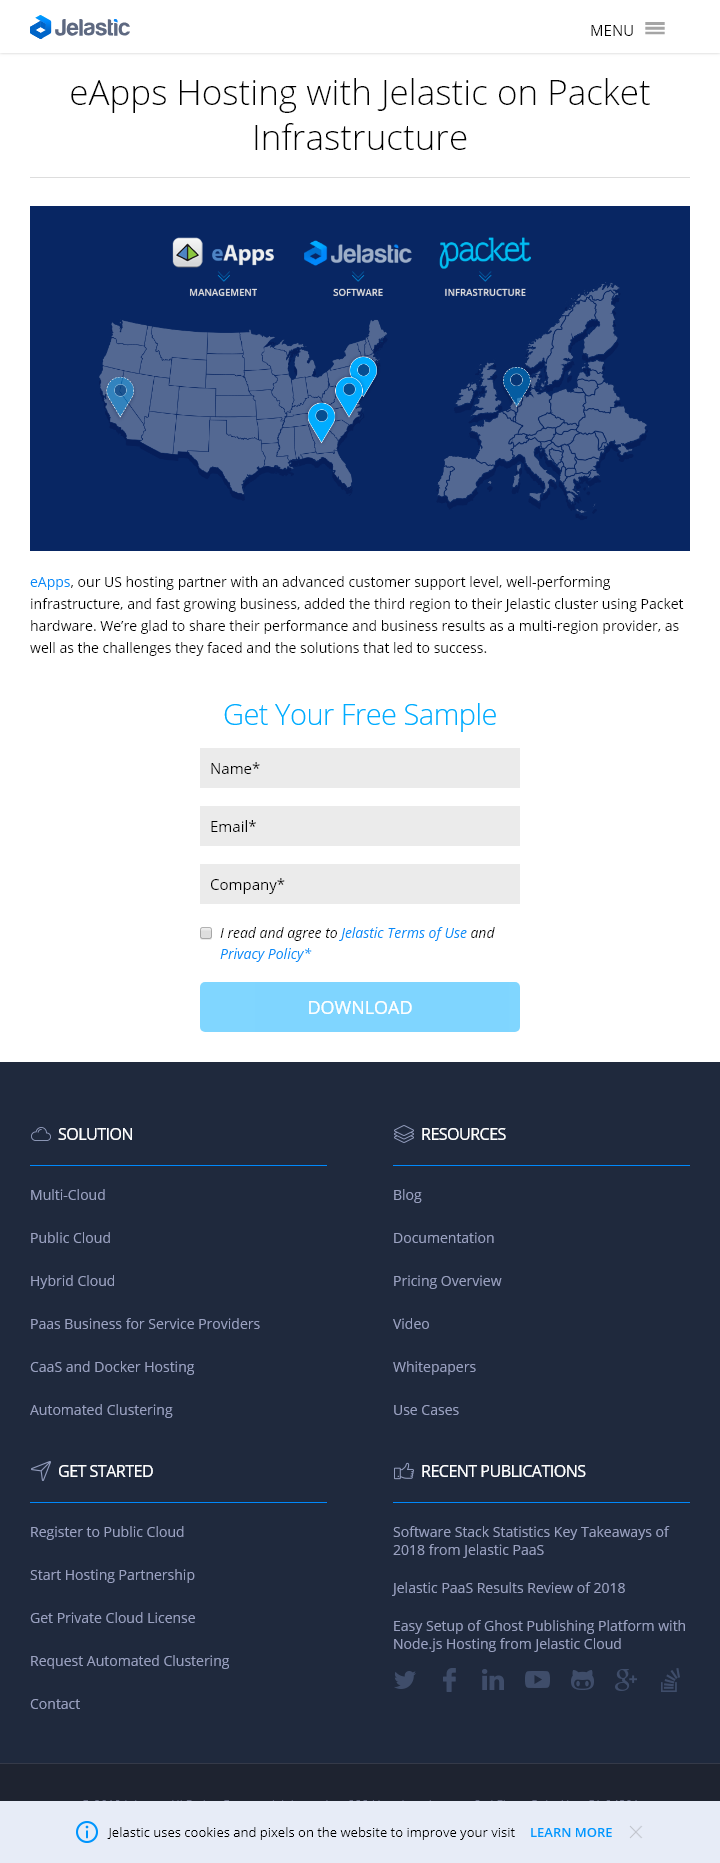 Jelastic
MENU
eApps Hosting with Jelastic on Packet
Infrastructure
eApps Jelastic packet
MANAGEMENT SOFTWARE INFRASTRUCTURE
eApps, our US hosting partner with an advanced customer support level, well-performing
infrastructure, and fast growing business, added the third region to their Jelastic cluster using Packet
hardware. We’re glad to share their performance and business results as a multi-region provider, as
well as the challenges they faced and the solutions that led to success.
Get Your Free Sample
Name*
Email*
Company*
I read and agree to Jelastic Terms of Use and
Privacy Policy*
DOWNLOAD
SOLUTION
Multi-Cloud
Public Cloud
Hybrid Cloud
Paas Business for Service Providers
CaaS and Docker Hosting
Automated Clustering
RESOURCES
Blog
Documentation
Pricing Overview
Video
Whitepapers
Use Cases
GET STARTED
Register to Public Cloud
Start Hosting Partnership
Get Private Cloud License
Request Automated Clustering
Contact
RECENT PUBLICATIONS
Software Stack Statistics Key Takeaways of
2018 from Jelastic PaaS
Jelastic PaaS Results Review of 2018
Easy Setup of Ghost Publishing Platform with
Node.js Hosting from Jelastic Cloud
Jelastic uses cookies and pixels on the website to improve your visit LEARN MORE